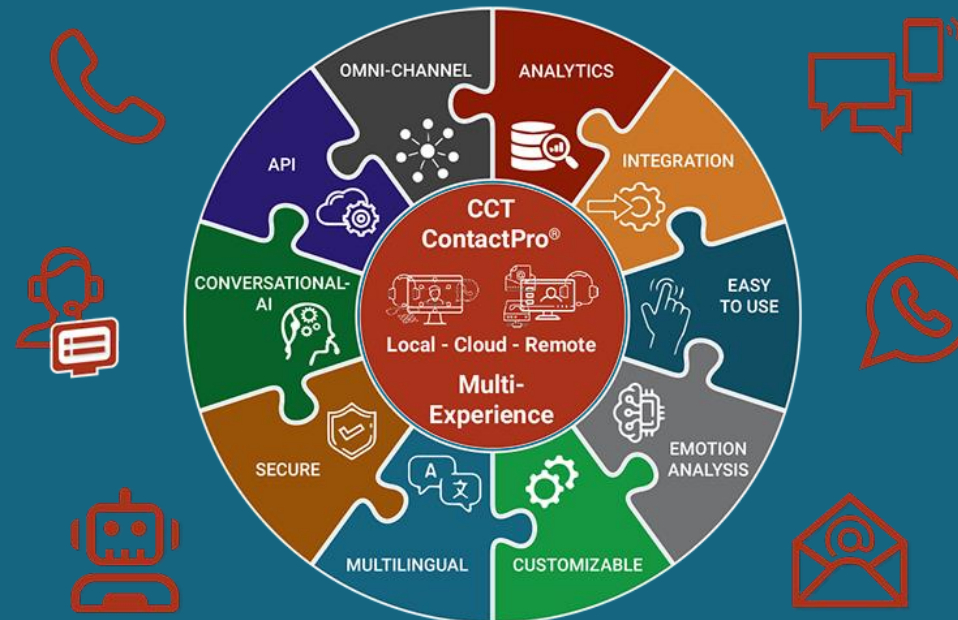 OMNI-CHANNEL
ANALYTICS
API
INTEGRATION
CCT
ContactPro®
CONVERSATIONAL-
AI
EASY
TO USE
Local - Cloud - Remote
Multi-
Experience
SECURE
A
文
EMOTION
ANALYSIS
MULTILINGUAL
CUSTOMIZABLE
@